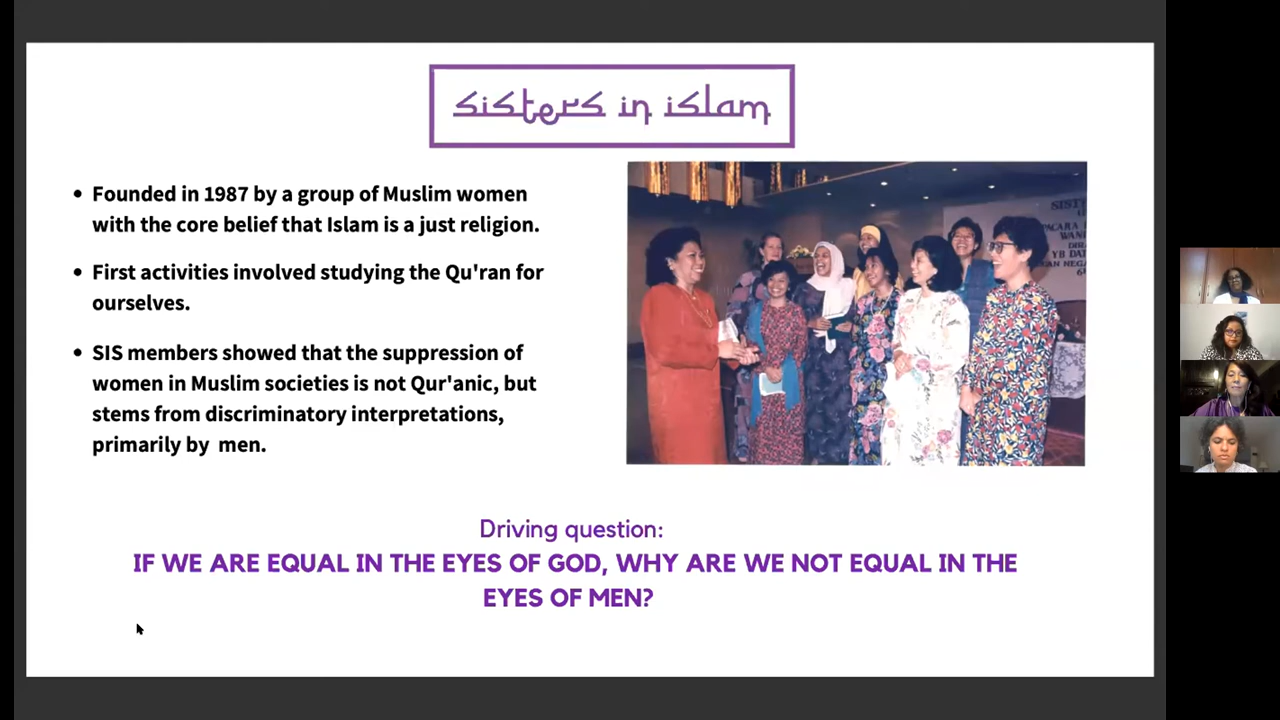 sisters in islam
• Founded in 1987 by a group of Muslim women
with the core belief that Islam is a just religion.
• First activities involved studying the Qu'ran for
ourselves.
• SIS members showed that the suppression of
women in Muslim societies is not Qur'anic, but
stems from discriminatory interpretations,
primarily by men.
Driving question:
IF WE ARE EQUAL IN THE EYES OF GOD, WHY ARE WE NOT EQUAL IN THE
EYES OF MEN?